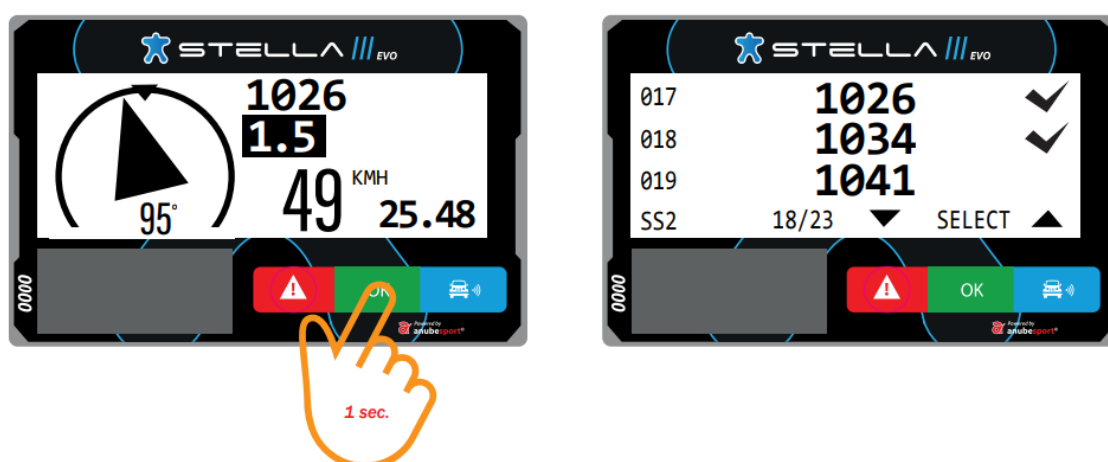 STELLA III EVO
1026
1.5
49 KMH
25.48
95°
0000
OK
Powered by
anubesport®
1 sec.
STELLA III EVO
017 1026
018 1034
019 1041
SS2 18/23 SELECT
0000
OK
Powered by
anubesport®